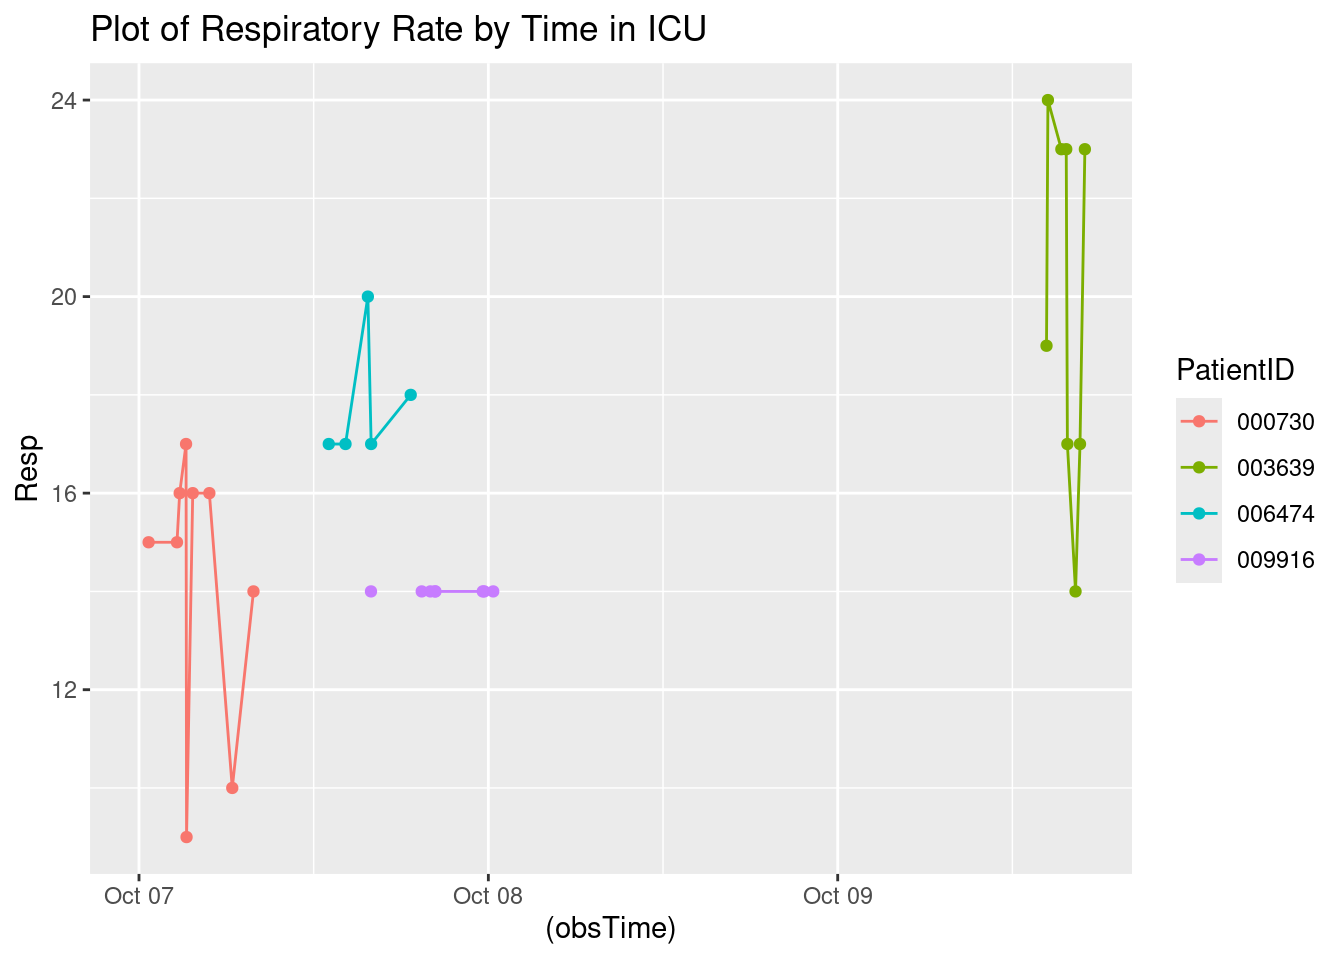 Plot of Respiratory Rate by Time in ICU
24
20
16
12
Resp
Oct 07 Oct 08 Oct 09
(obsTime)
PatientID
000730
003639
006474
009916